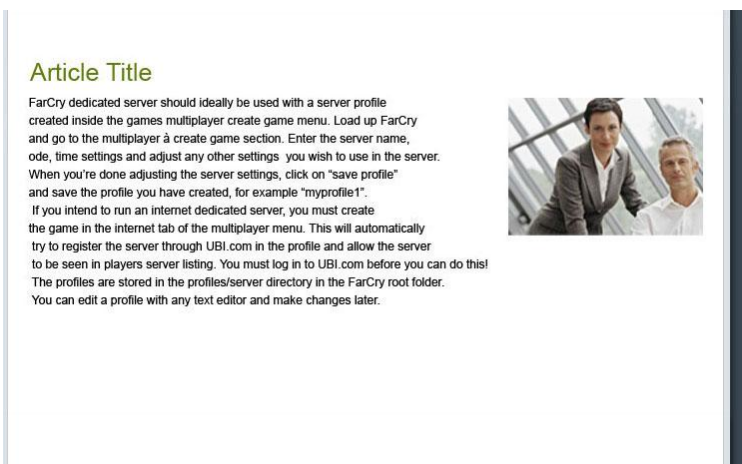 Article Title
FarCry dedicated server should ideally be used with a server profile
created inside the games multiplayer create game menu. Load up FarCry
and go to the multiplayer à create game section. Enter the server name,
ode, time settings and adjust any other settings  you wish to use in the server.
When you're done adjusting the server settings, click on “save profile”
and save the profile you have created, for example “myprofile1”.
If you intend to run an internet dedicated server, you must create
the game in the internet tab of the multiplayer menu. This will automatically
try to register the server through UBI.com in the profile and allow the server
to be seen in players server listing. You must log in to UBI.com before you can do this!
The profiles are stored in the profiles/server directory in the FarCry root folder.
You can edit a profile with any text editor and make changes later.